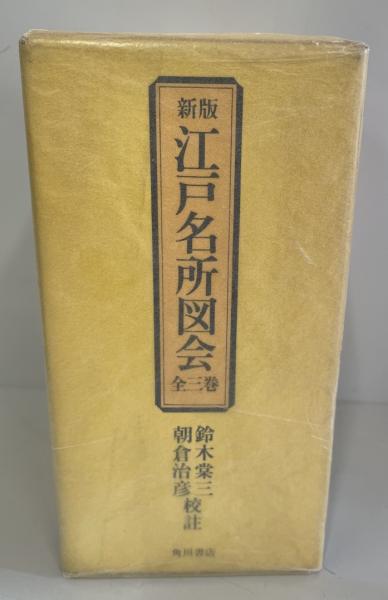 新版
江戸名所図会
全三巻
鈴木棠三
朝倉治彦
校註
角川書店